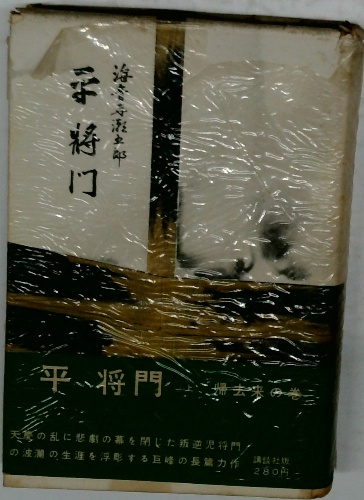 海音寺潮五郎
平将门
平 将 門
帰去来の巻
天慶の乱に悲劇の幕を閉じた叛逆児将門
の波瀾の生涯を浮彫する巨峰の長篇力作
講談社版
280円